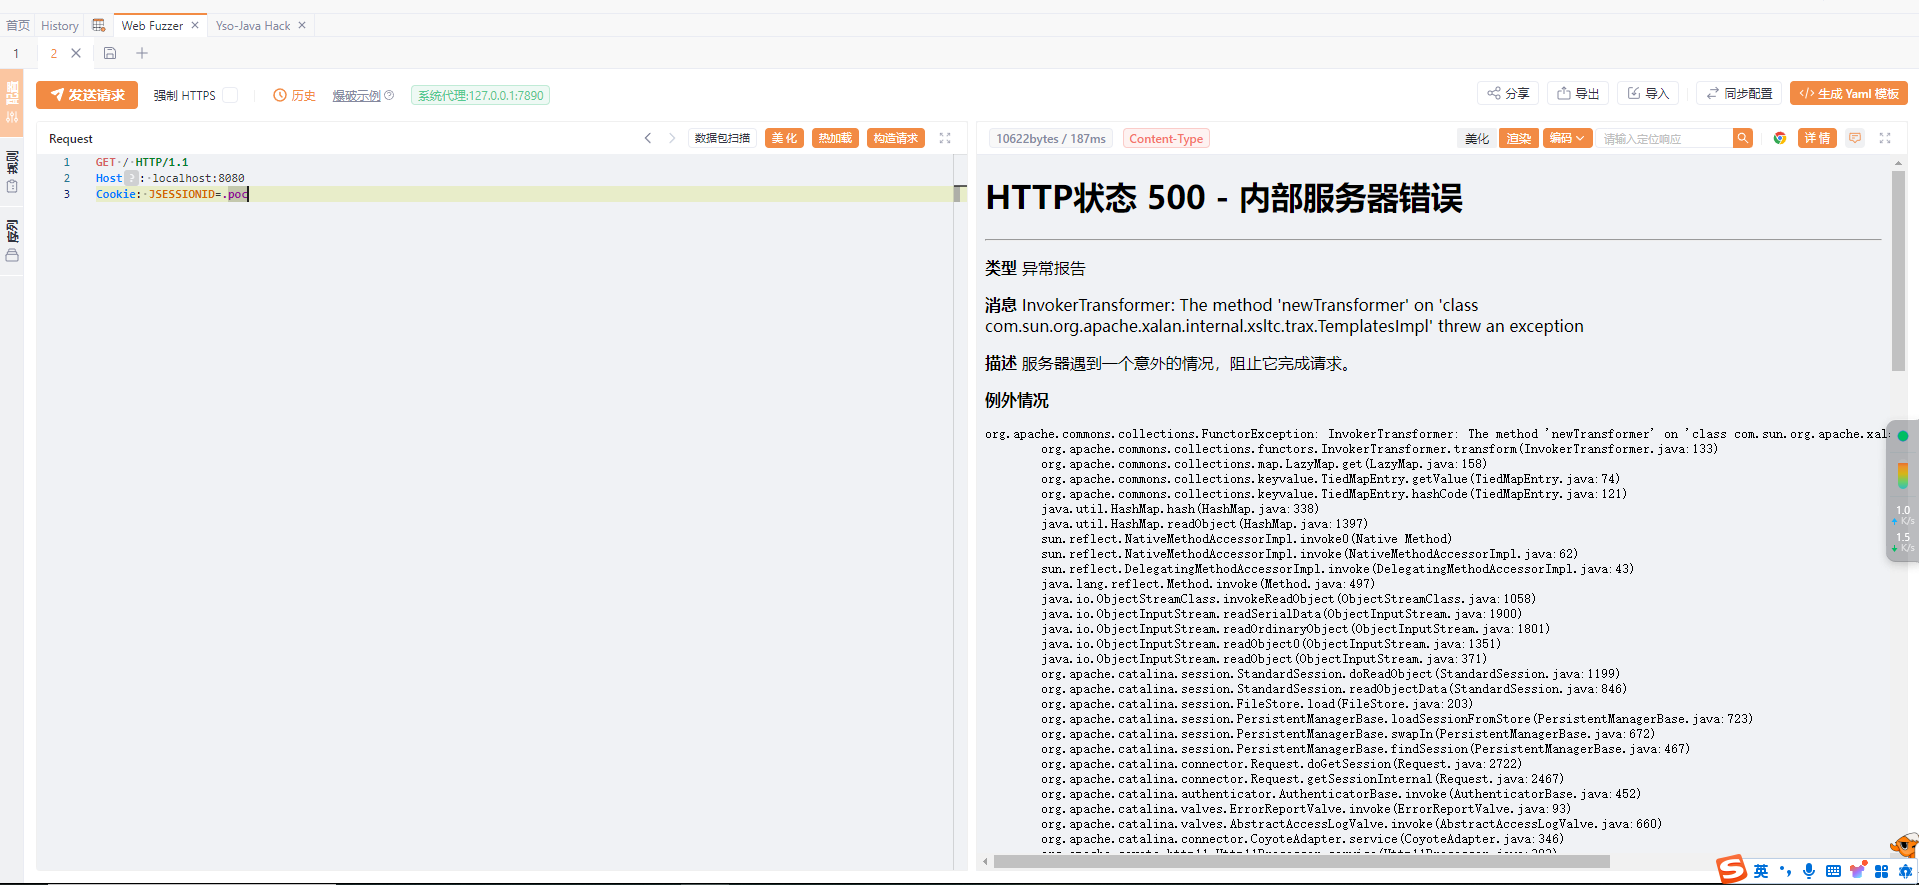 首页 History Web Fuzzer Yso-Java Hack
1 2
发送请求 强制 HTTPS 历史 爆破示例 系统代理:127.0.0.1:7890 分享 导出 导入 同步配置 </> 生成 Yaml 模板
配置
规则
序列
Request 数据包扫描 美化 热加载 构造请求
1 GET / HTTP/1.1
2 Host : localhost:8080
3 Cookie: JSESSIONID=.poc
10622bytes / 187ms Content-Type 美化 渲染 编码 请输入定位响应 详情
HTTP状态 500 - 内部服务器错误
类型 异常报告
消息 InvokerTransformer: The method 'newTransformer' on 'class
com.sun.org.apache.xalan.internal.xsltc.trax.TemplatesImpl' threw an exception
描述 服务器遇到一个意外的情况，阻止它完成请求。
例外情况
org.apache.commons.collections.FunctorException: InvokerTransformer: The method 'newTransformer' on 'class com.sun.org.apache.xal
org.apache.commons.collections.functors.InvokerTransformer.transform(InvokerTransformer.java:133)
org.apache.commons.collections.map.LazyMap.get(LazyMap.java:158)
org.apache.commons.collections.keyvalue.TiedMapEntry.getValue(TiedMapEntry.java:74)
org.apache.commons.collections.keyvalue.TiedMapEntry.hashCode(TiedMapEntry.java:121)
java.util.HashMap.hash(HashMap.java:338)
java.util.HashMap.readObject(HashMap.java:1397)
sun.reflect.NativeMethodAccessorImpl.invoke0(Native Method)
sun.reflect.NativeMethodAccessorImpl.invoke(NativeMethodAccessorImpl.java:62)
sun.reflect.DelegatingMethodAccessorImpl.invoke(DelegatingMethodAccessorImpl.java:43)
java.lang.reflect.Method.invoke(Method.java:497)
java.io.ObjectStreamClass.invokeReadObject(ObjectStreamClass.java:1058)
java.io.ObjectInputStream.readSerialData(ObjectInputStream.java:1900)
java.io.ObjectInputStream.readOrdinaryObject(ObjectInputStream.java:1801)
java.io.ObjectInputStream.readObject0(ObjectInputStream.java:1351)
java.io.ObjectInputStream.readObject(ObjectInputStream.java:371)
org.apache.catalina.session.StandardSession.doReadObject(StandardSession.java:1199)
org.apache.catalina.session.StandardSession.readObjectData(StandardSession.java:846)
org.apache.catalina.session.FileStore.load(FileStore.java:203)
org.apache.catalina.session.PersistentManagerBase.loadSessionFromStore(PersistentManagerBase.java:723)
org.apache.catalina.session.PersistentManagerBase.swapIn(PersistentManagerBase.java:672)
org.apache.catalina.session.PersistentManagerBase.findSession(PersistentManagerBase.java:467)
org.apache.catalina.connector.Request.doGetSession(Request.java:2722)
org.apache.catalina.connector.Request.getSessionInternal(Request.java:2467)
org.apache.catalina.authenticator.AuthenticatorBase.invoke(AuthenticatorBase.java:452)
org.apache.catalina.valves.ErrorReportValve.invoke(ErrorReportValve.java:93)
org.apache.catalina.valves.AbstractAccessLogValve.invoke(AbstractAccessLogValve.java:660)
org.apache.catalina.connector.CoyoteAdapter.service(CoyoteAdapter.java:346)
1.0
K/s
1.5
K/s
英